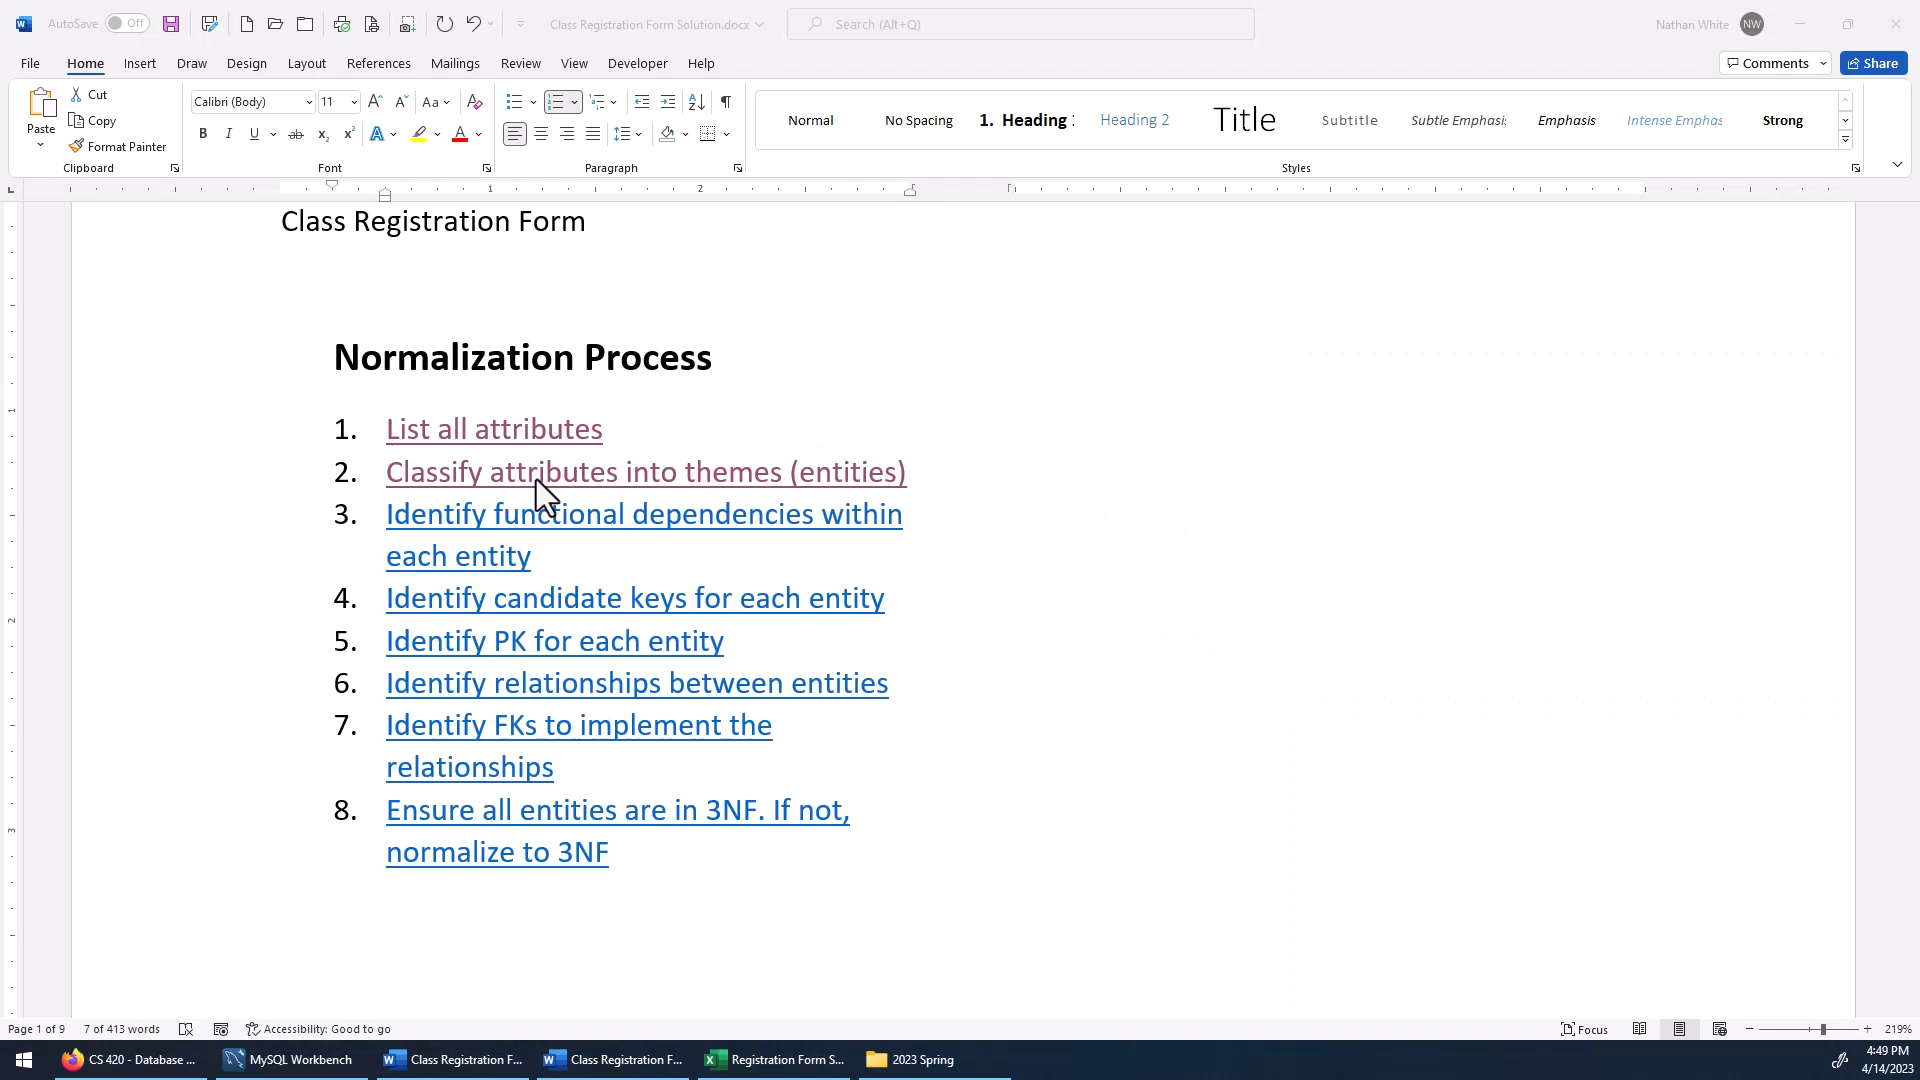 AutoSave Off Class Registration Form Solution.docx Search (Alt+Q) Nathan White NW
File Home Insert Draw Design Layout References Mailings Review View Developer Help Comments Share
Paste Cut Copy Format Painter
Calibri (Body) 11
Normal No Spacing 1. Heading Heading 2 Title Subtitle Subtle Emphasis Emphasis Intense Emphas Strong
Clipboard Font Paragraph Styles
1 2
Class Registration Form
Normalization Process
1. List all attributes
2. Classify attributes into themes (entities)
3. Identify functional dependencies within
each entity
4. Identify candidate keys for each entity
5. Identify PK for each entity
6. Identify relationships between entities
7. Identify FKs to implement the
relationships
8. Ensure all entities are in 3NF. If not,
normalize to 3NF
Page 1 of 9 7 of 413 words Accessibility: Good to go Focus 219%
CS 420 - Database ... MySQL Workbench Class Registration F... Class Registration F... Registration Form S... 2023 Spring 4:49 PM
4/14/2023